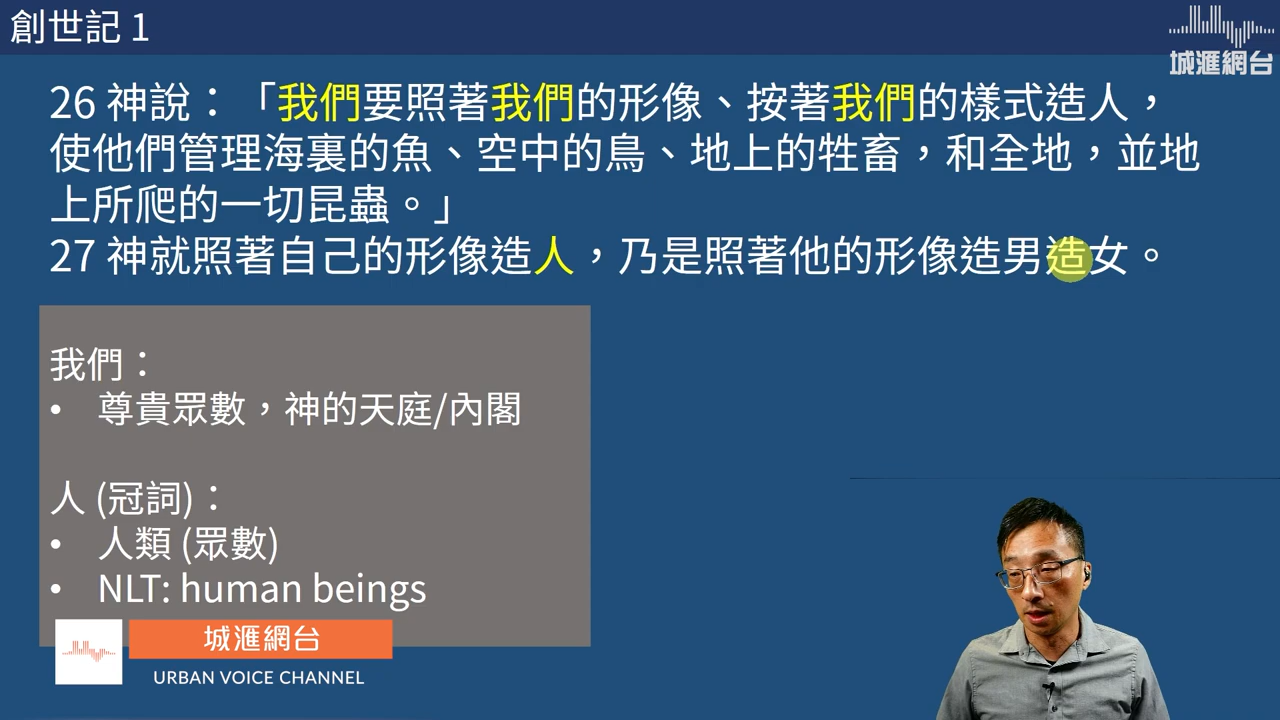 創世記 1
城滙網台
26 神說：「我們要照著我們的形像、按著我們的樣式造人，
使他們管理海裏的魚、空中的鳥、地上的牲畜，和全地，並地
上所爬的一切昆蟲。」
27 神就照著自己的形像造人，乃是照著他的形像造男造女。
我們：
• 尊貴眾數，神的天庭/內閣
人 (冠詞)：
• 人類 (眾數)
• NLT: human beings
城滙網台
URBAN VOICE CHANNEL